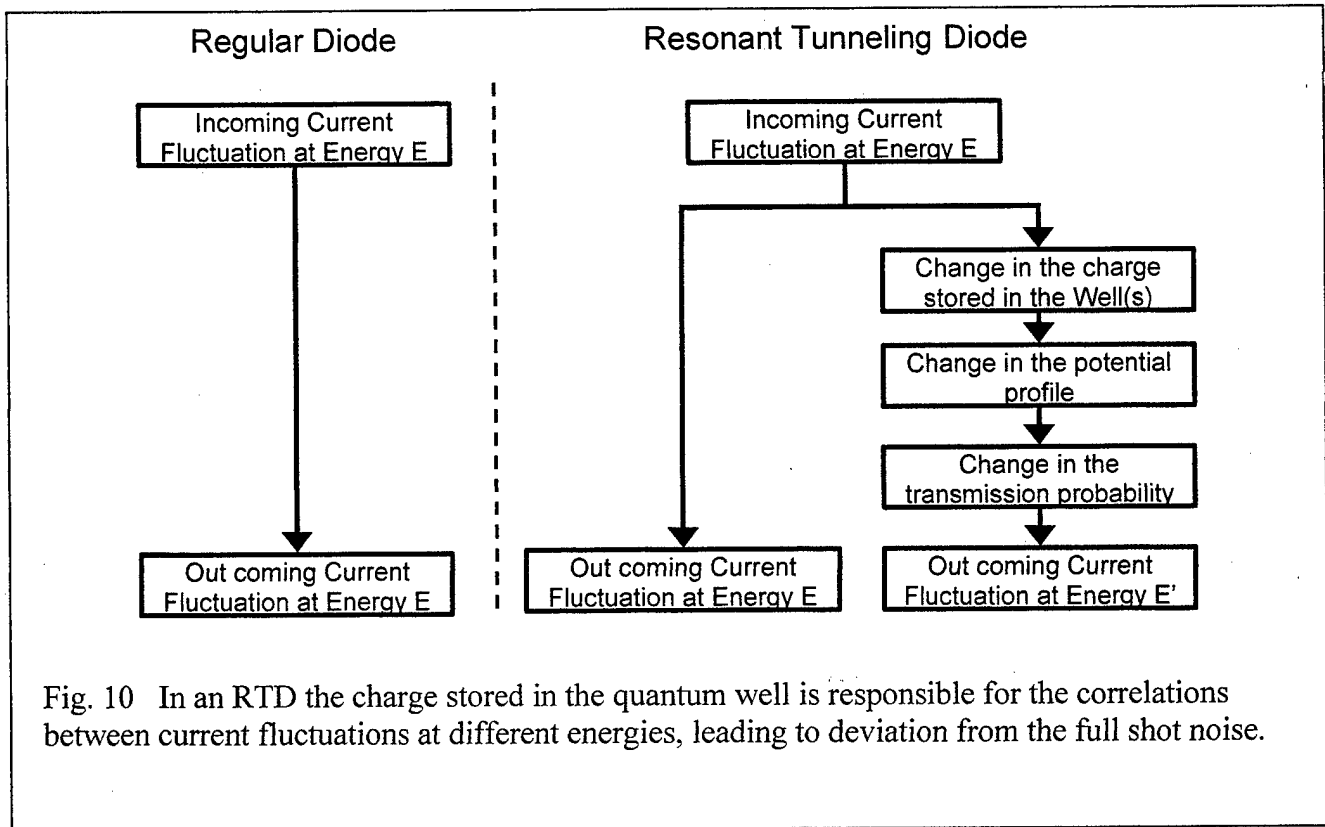 Regular Diode
Incoming Current
Fluctuation at Energy E
Out coming Current
Fluctuation at Energy E
Resonant Tunneling Diode
Incoming Current
Fluctuation at Energy E
Change in the charge
stored in the Well(s)
Change in the potential
profile
Change in the
transmission probability
Out coming Current
Fluctuation at Energy E
Out coming Current
Fluctuation at Energy E'
Fig. 10 In an RTD the charge stored in the quantum well is responsible for the correlations
between current fluctuations at different energies, leading to deviation from the full shot noise.